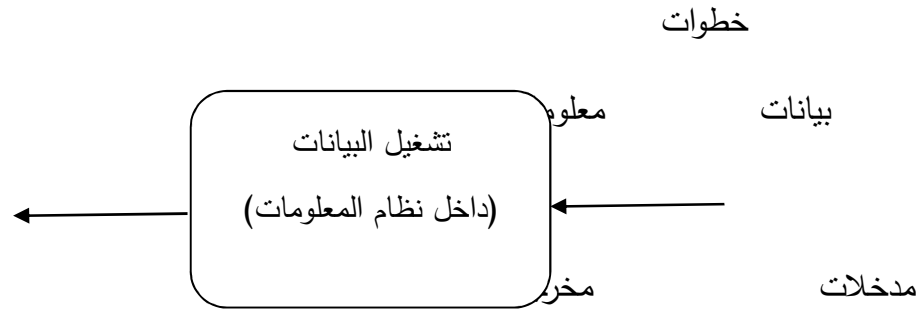 خطوات
بيانات
تشغيل البيانات
(داخل نظام المعلومات)
مدخلات